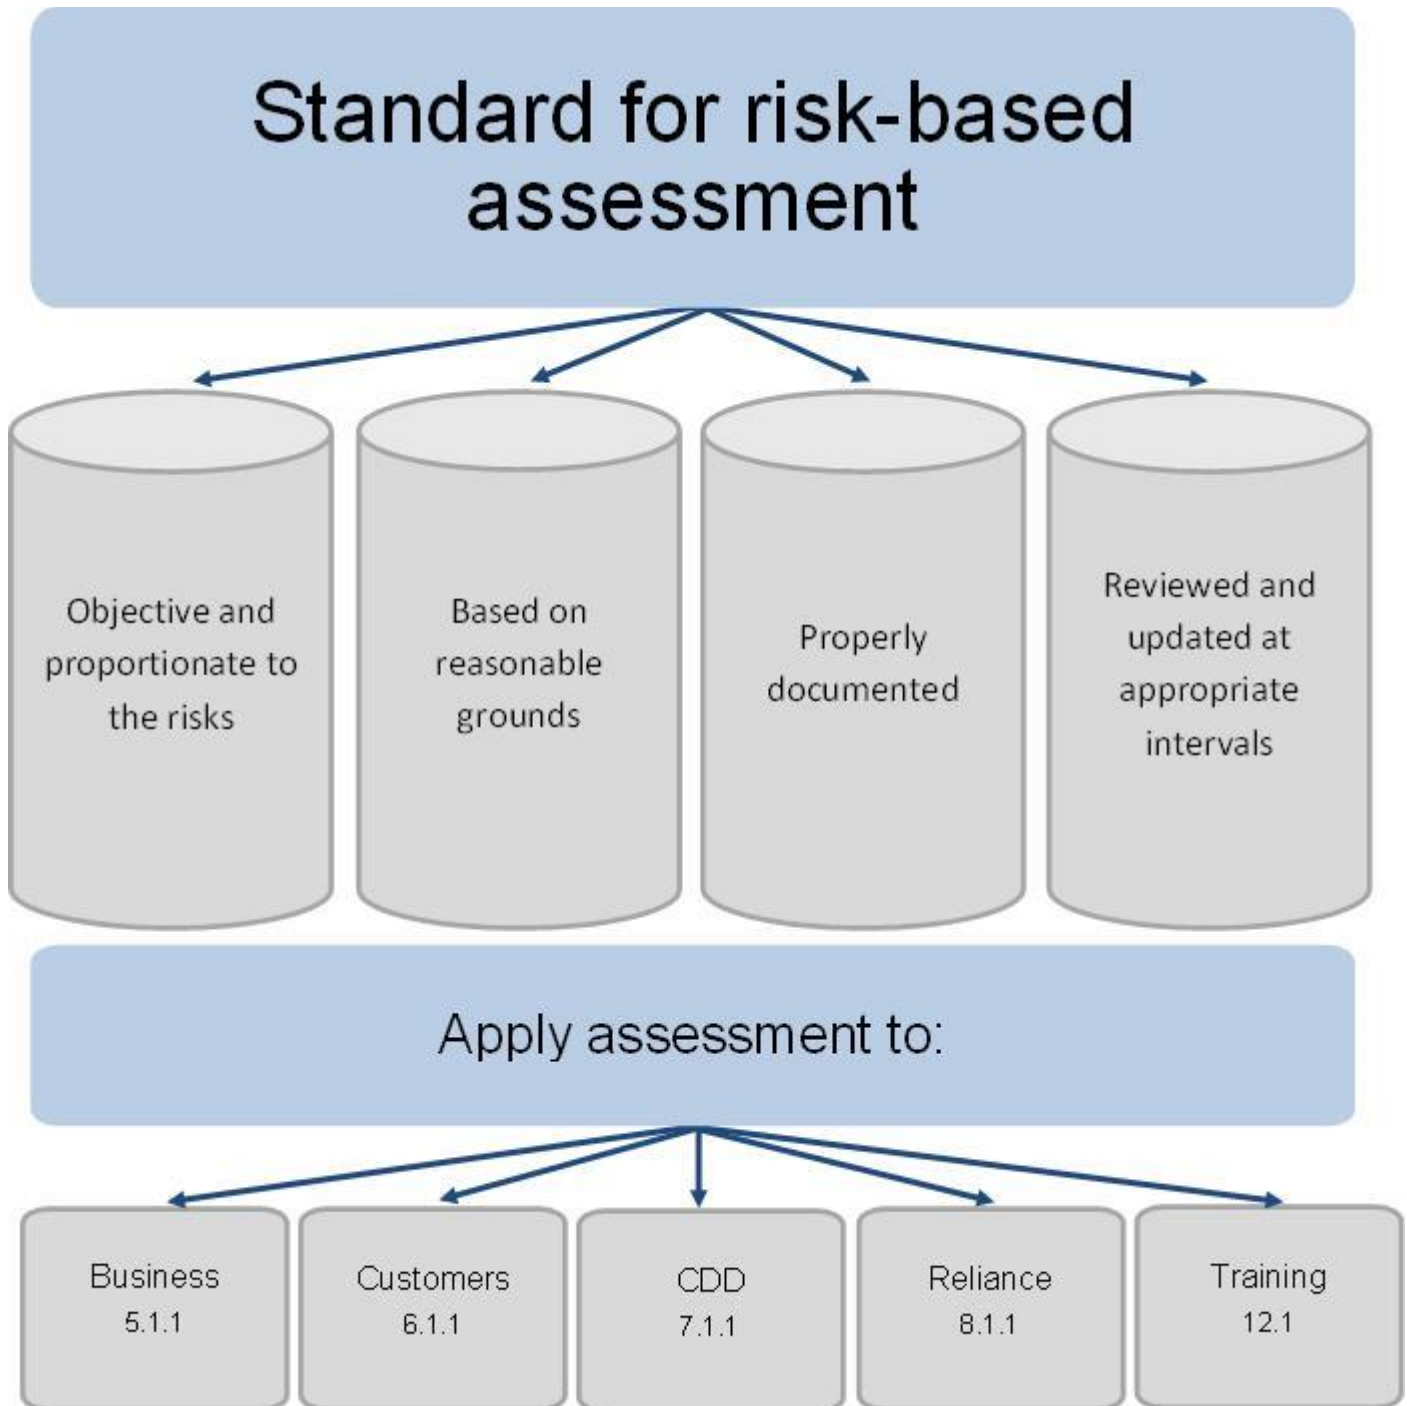 Standard for risk-based
assessment
Objective and
proportionate to
the risks
Based on
reasonable
grounds
Properly
documented
Reviewed and
updated at
appropriate
intervals
Apply assessment to:
Business
5.1.1
Customers
6.1.1
CDD
7.1.1
Reliance
8.1.1
Training
12.1